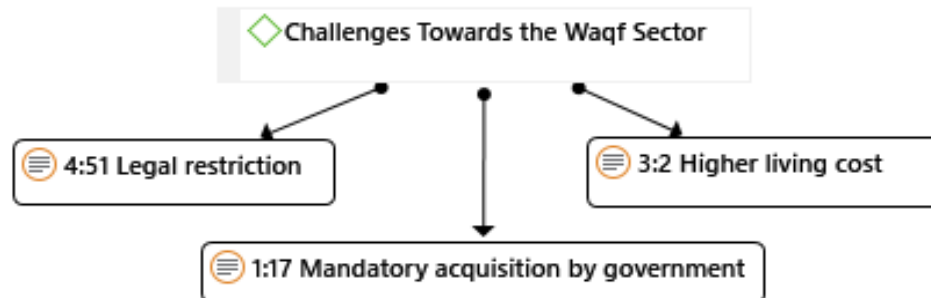 Challenges Towards the Waqf Sector
4:51 Legal restriction
3:2 Higher living cost
1:17 Mandatory acquisition by government